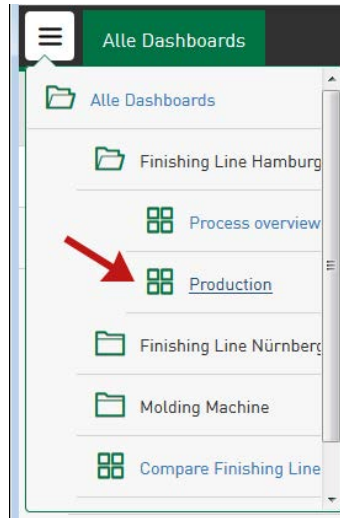 Alle Dashboards
Alle Dashboards
Finishing Line Hamburg
Process overview
Production
Finishing Line Nürnberg
Molding Machine
Compare Finishing Line